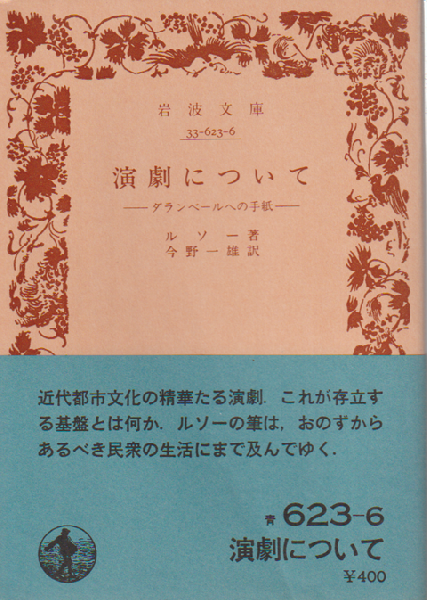 岩波文庫
33-623-6
演劇について
―ダランベールへの手紙―
ルソー著
今野一雄訳
近代都市文化の精華たる演劇. これが存立す
る基盤とは何か. ルソーの筆は, おのずから
あるべき民衆の生活にまで及んでゆく.
青 623-6
演劇について
¥400